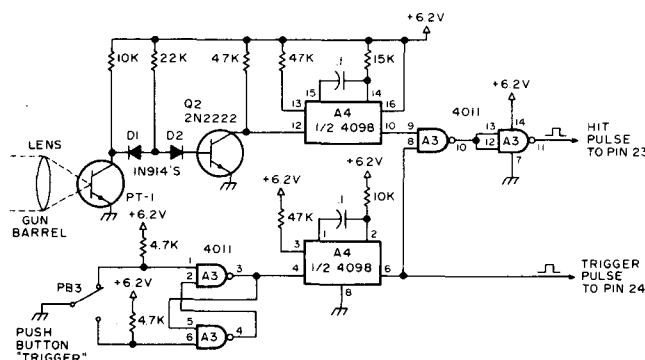 +6.2V
10K 22K 47K 47K .1 15K
Q2
2N2222
15 14
13 A4 16
12 1/2 4098 10
LENS D1 D2
1N914'S
PT-1
GUN
BARREL
4011 +6.2V
9 14
8 A3 10 13 12 A3 11
7
HIT
PULSE
TO PIN 23
+6.2V +6.2V +6.2V
4.7K 47K .1 10K
4011
1 2
PB3 1 A3 3
2
3 A4
4 1/2 4098 6
8
+6.2V
4.7K
5 A3 4
6
PUSH
BUTTON
"TRIGGER"
TRIGGER
PULSE
TO PIN 24